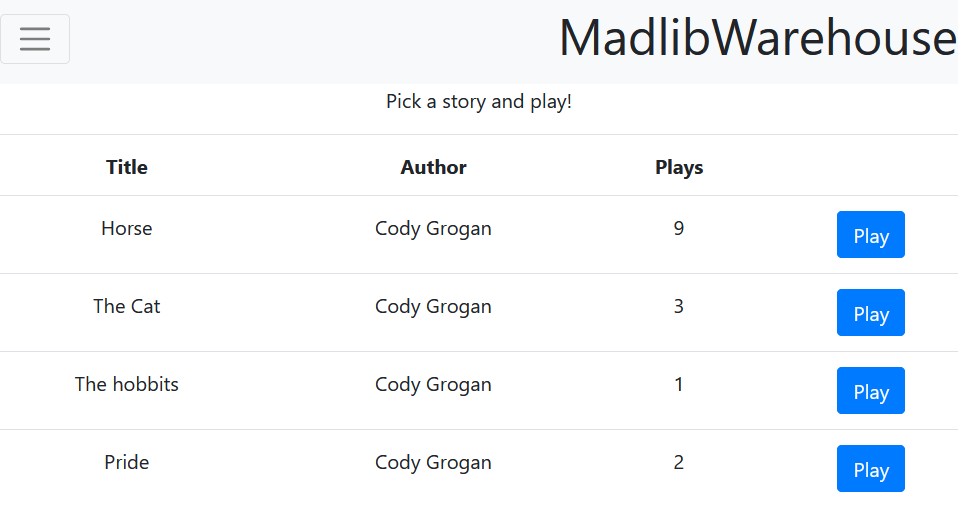 MadlibWarehouse
Pick a story and play!
Title Author Plays
Horse Cody Grogan 9 Play
The Cat Cody Grogan 3 Play
The hobbits Cody Grogan 1 Play
Pride Cody Grogan 2 Play